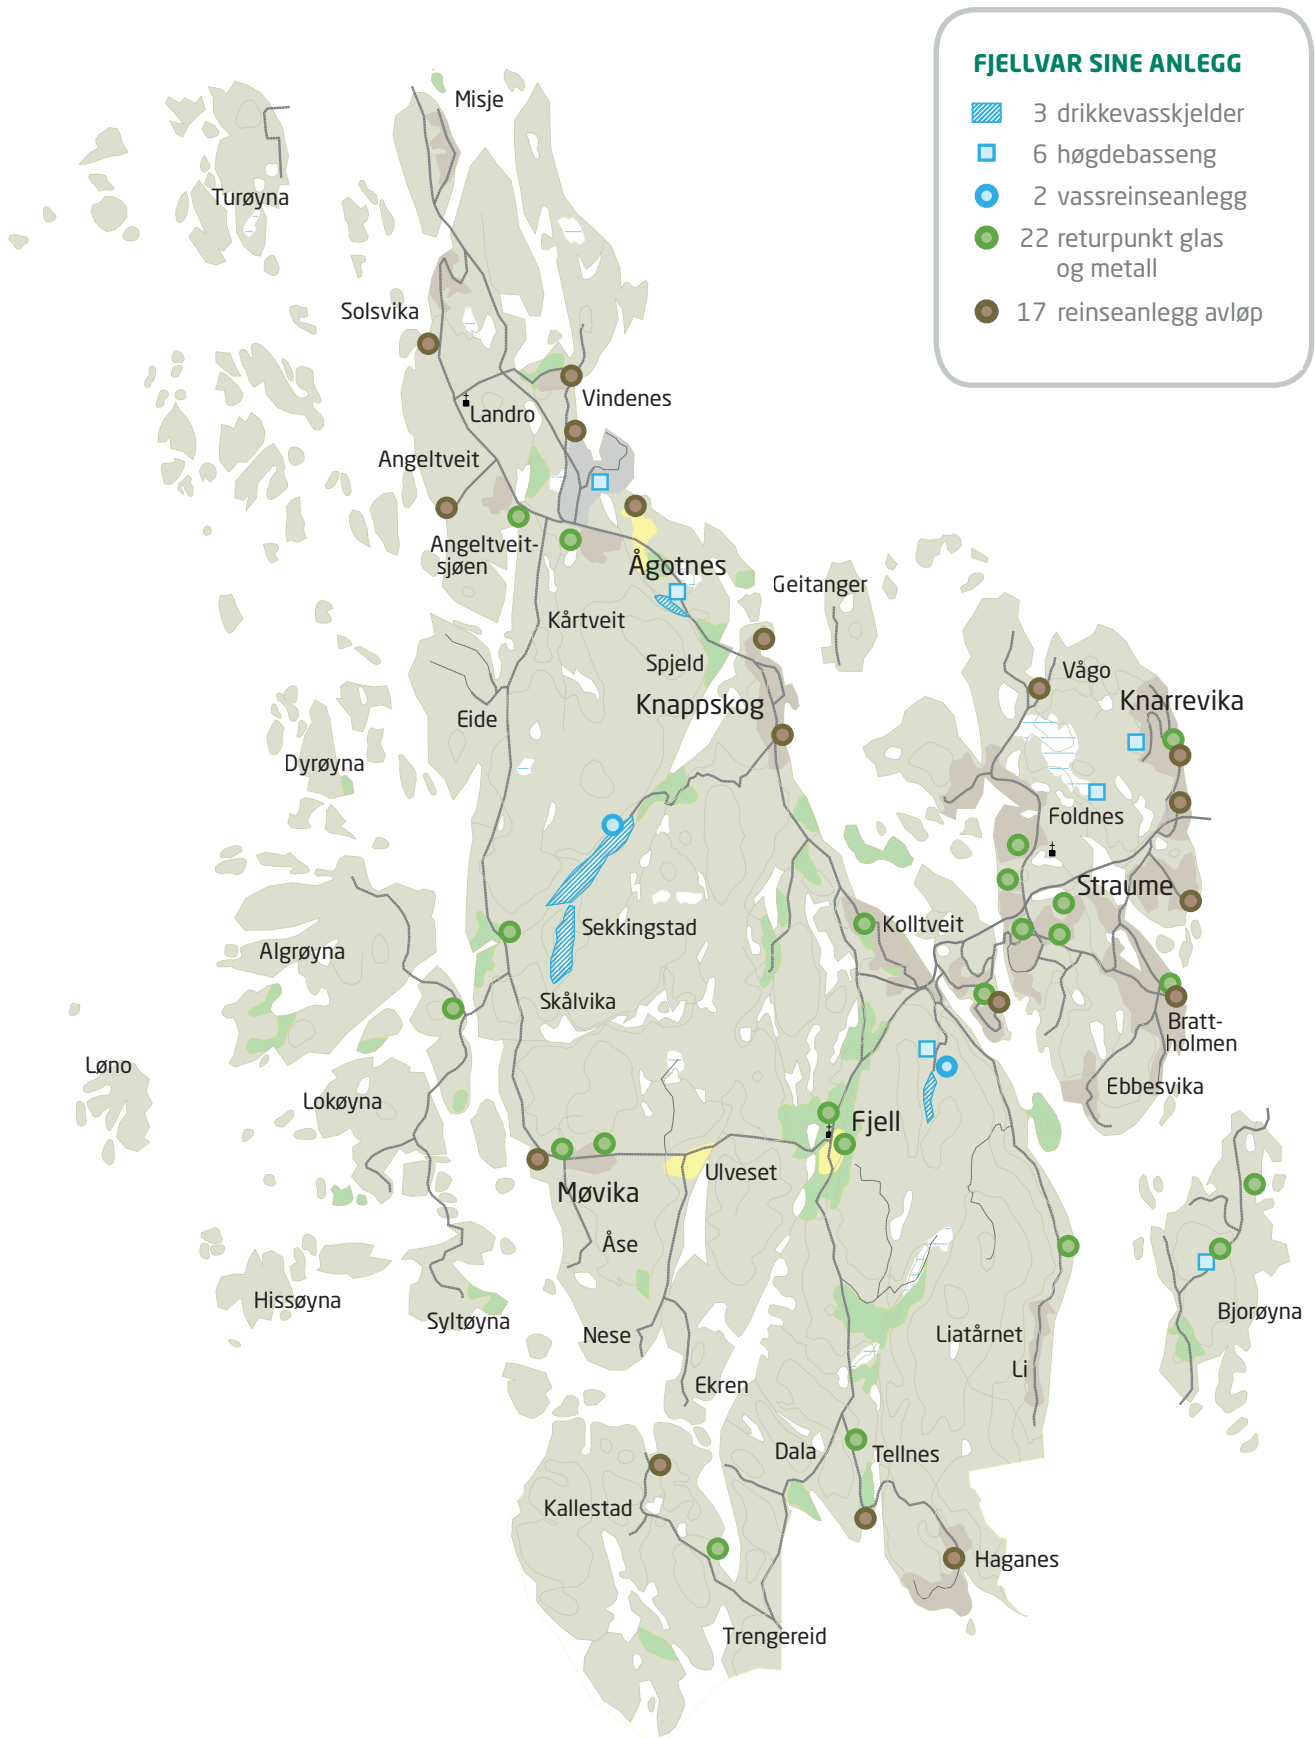 FJELLVAR SINE ANLEGG
3 drikkevasskjelder
6 høgdebasseng
2 vassreinseanlegg
22 returpunkt glas
og metall
17 reinseanlegg avløp
Misje
Turøyna
Solsvika
Vindenes
Landro
Angeltveit
Angeltveit-
sjøen
Ågotnes
Geitanger
Kårtveit
Spjeld
Vågo
Knarrevika
Knappskog
Eide
Dyrøyna
Foldnes
Straume
Kolltveit
Sekkingstad
Algrøyna
Skålvika
Bratt-
holmen
Løno
Ebbesvika
Lokøyna
Fjell
Ulveset
Møvika
Åse
Hissøyna
Syltøyna
Bjorøyna
Nese
Liatårnet
Li
Ekren
Dala
Tellnes
Kallestad
Haganes
Trengereid